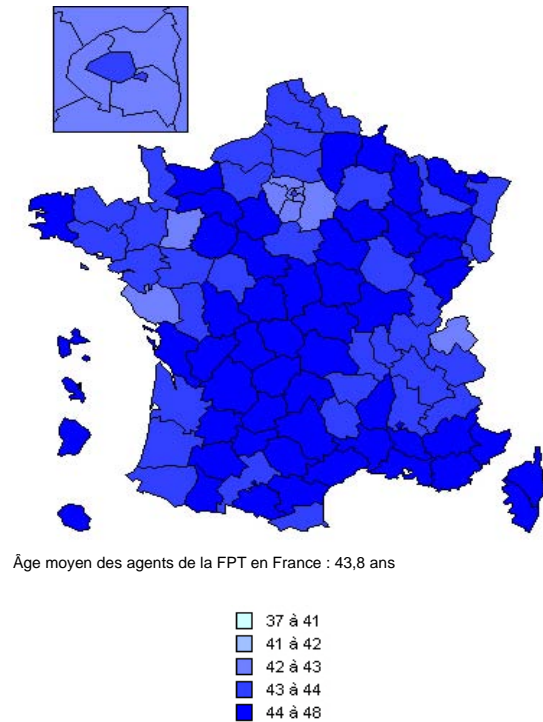 Âge moyen des agents de la FPT en France : 43,8 ans
37 à 41
41 à 42
42 à 43
43 à 44
44 à 48